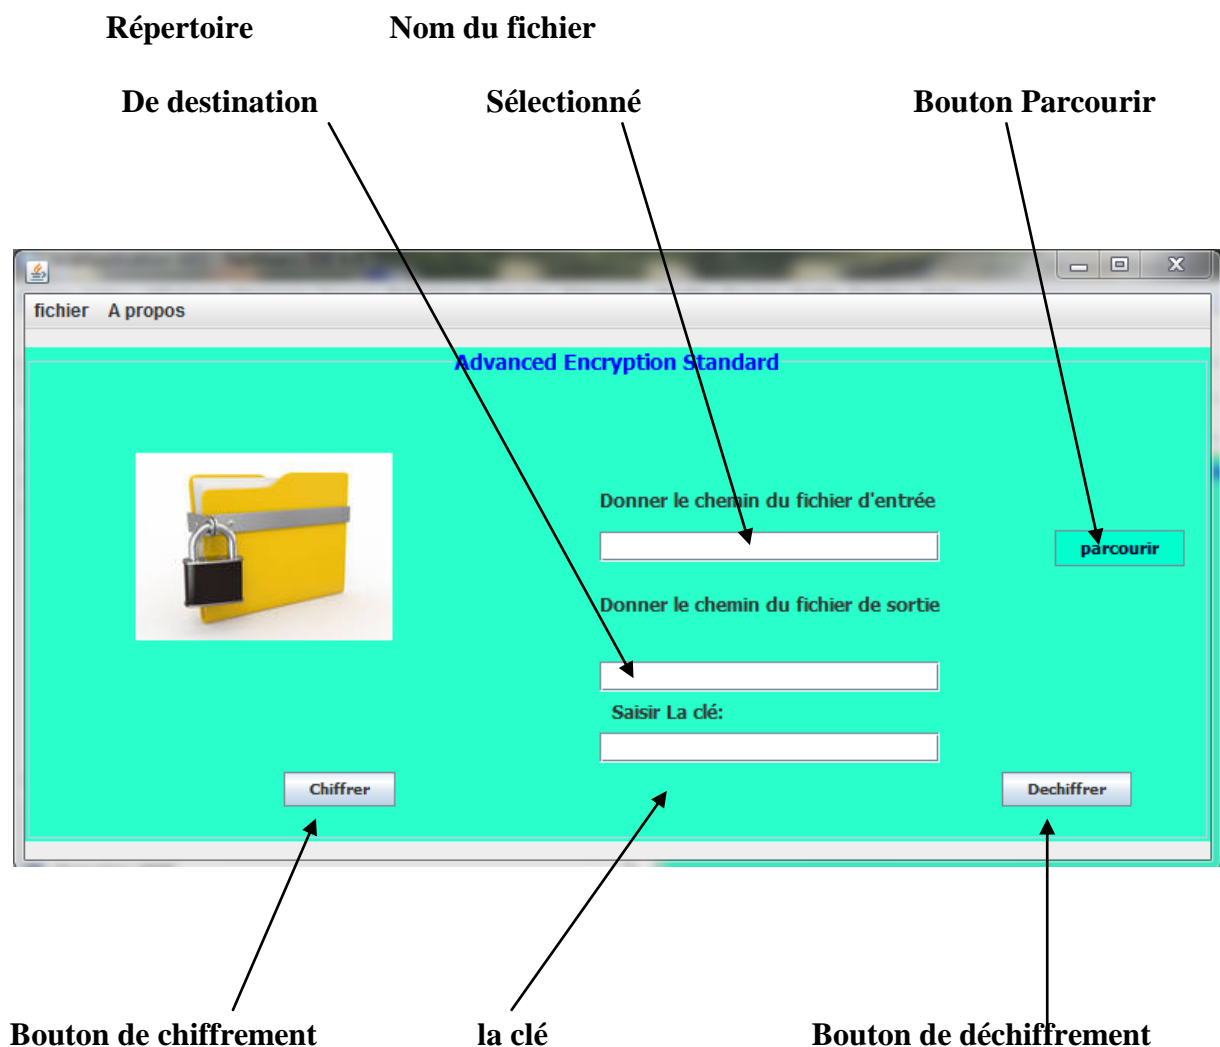 Répertoire Nom du fichier
De destination Sélectionné Bouton Parcourir
fichier A propos
Advanced Encryption Standard
Donner le chemin du fichier d'entrée
parcourir
Donner le chemin du fichier de sortie
Saisir La clé:
Chiffrer Dechiffrer
Bouton de chiffrement la clé Bouton de déchiffrement